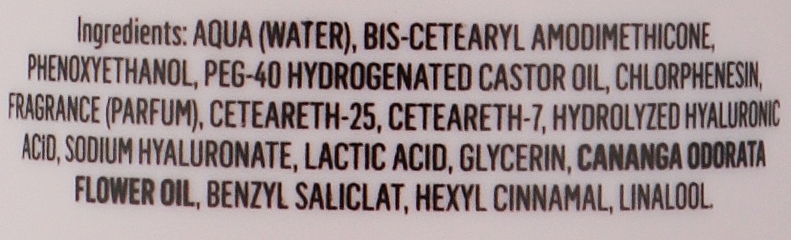 Ingredients: AQUA (WATER), BIS-CETEARYL AMODIMETHICONE,
PHENOXYETHANOL, PEG-40 HYDROGENATED CASTOR OIL, CHLORPHENESIN,
FRAGRANCE (PARFUM), CETEARETH-25, CETEARETH-7, HYDROLYZED HYALURONIC
ACID, SODIUM HYALURONATE, LACTIC ACID, GLYCERIN, CANANGA ODORATA
FLOWER OIL, BENZYL SALICLAT, HEXYL CINNAMAL, LINALOOL.